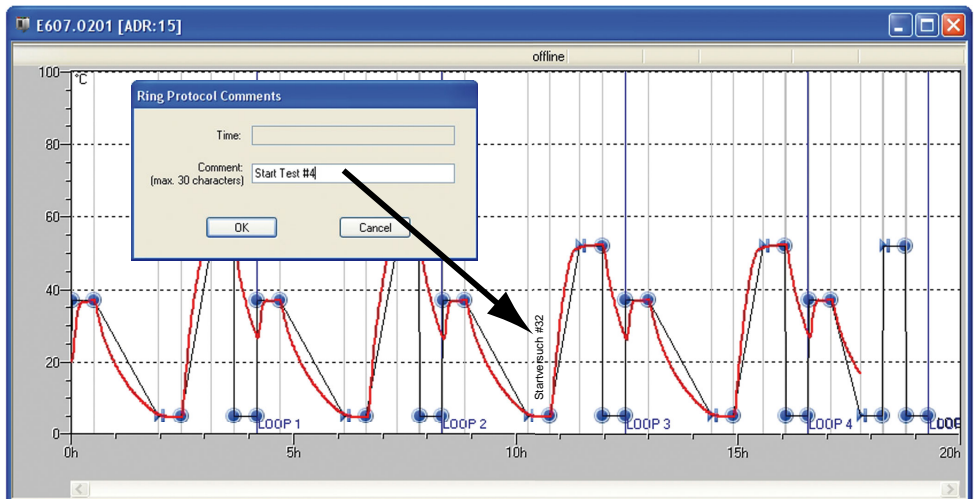 E607.0201 [ADR:15]
offline
100
°C
Ring Protocol Comments
Time:
Comment:
(max. 30 characters)
Start Test #4
OK
Cancel
80
60
40
20
0
Startversuch #32
LOOP 1
LOOP 2
LOOP 3
LOOP 4
0h
5h
10h
15h
20h